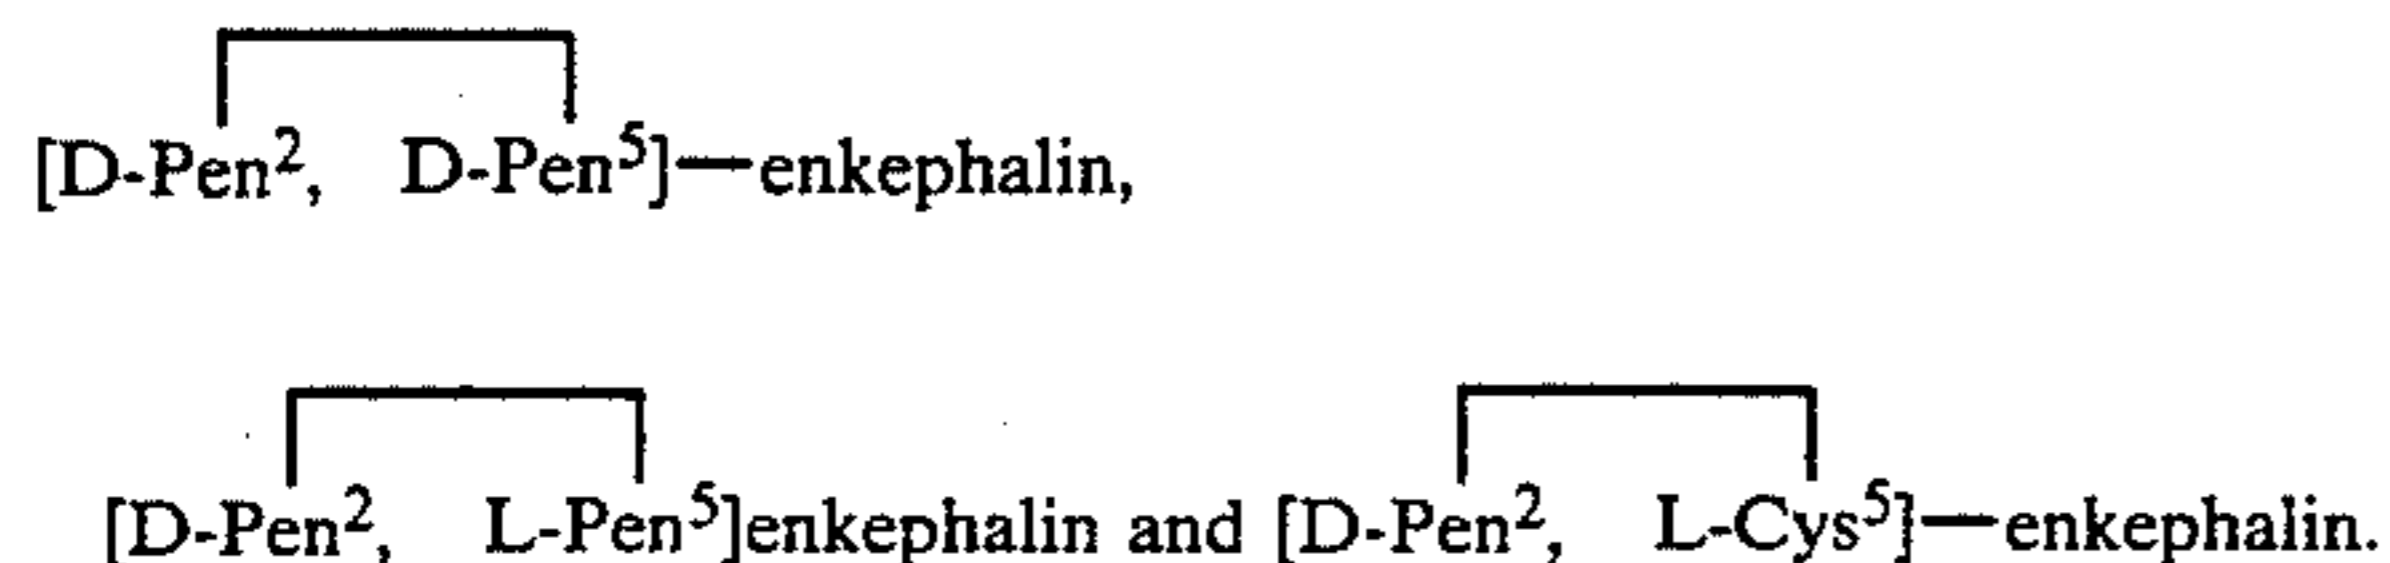 [D-Pen², D-Pen⁵]—enkephalin,
[D-Pen², L-Pen⁵]enkephalin and [D-Pen², L-Cys⁵]—enkephalin.